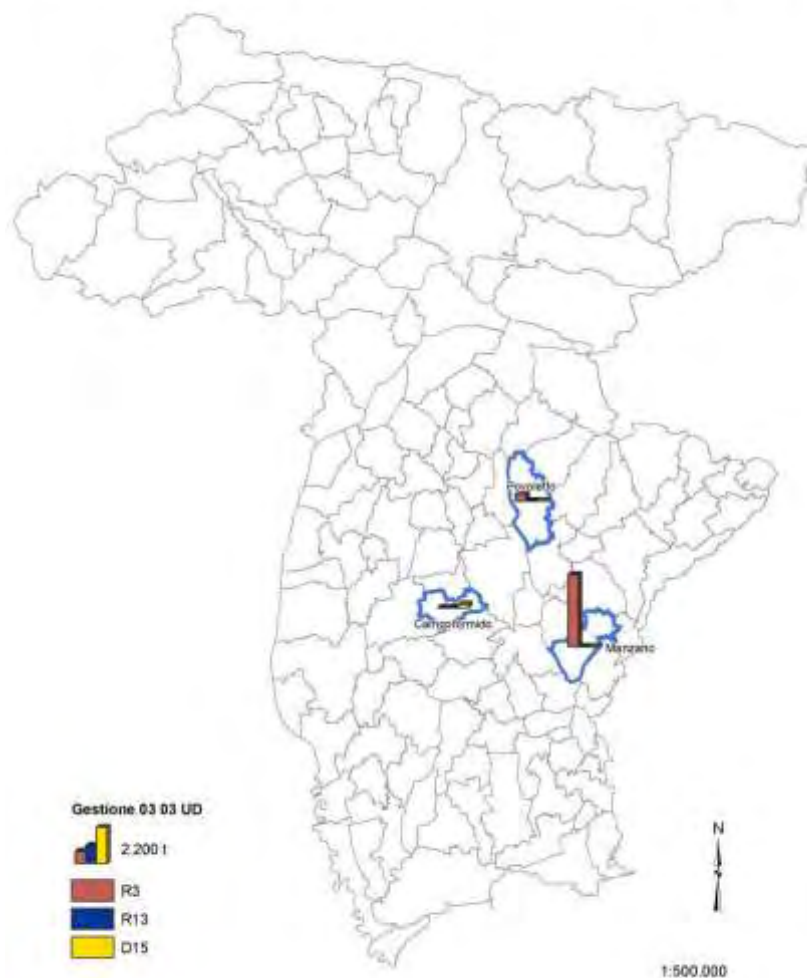 Povoletto
Campoformido
Manzano
Gestione 03 03 UD
2.200 t
R3
R13
D15
N
1:500.000